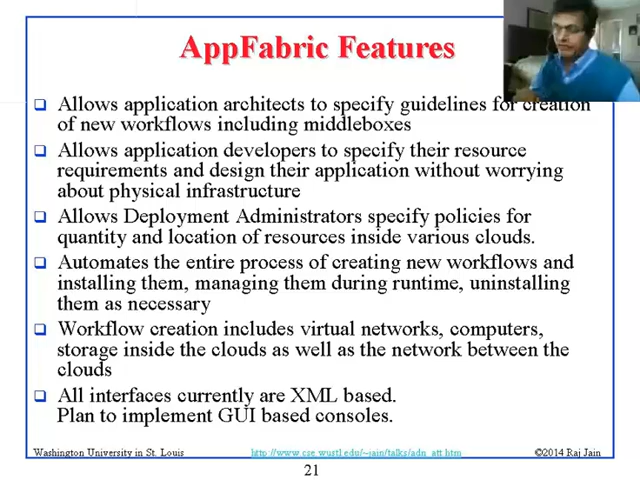 AppFabric Features
❑ Allows application architects to specify guidelines for creation
of new workflows including middleboxes
❑ Allows application developers to specify their resource
requirements and design their application without worrying
about physical infrastructure
❑ Allows Deployment Administrators specify policies for
quantity and location of resources inside various clouds.
❑ Automates the entire process of creating new workflows and
installing them, managing them during runtime, uninstalling
them as necessary
❑ Workflow creation includes virtual networks, computers,
storage inside the clouds as well as the network between the
clouds
❑ All interfaces currently are XML based.
Plan to implement GUI based consoles.
Washington University in St. Louis http://www.cse.wustl.edu/~jain/talks/adn_att.htm ©2014 Raj Jain
21